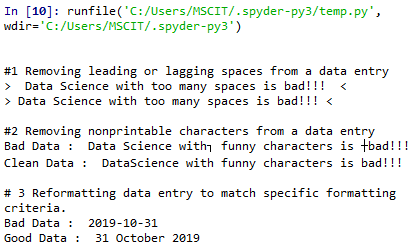 In [10]: runfile('C:/Users/MSCIT/.spyder-py3/temp.py',
wdir='C:/Users/MSCIT/.spyder-py3')
#1 Removing leading or lagging spaces from a data entry
>  Data Science with too many spaces is bad!!!  <
> Data Science with too many spaces is bad!!! <
#2 Removing nonprintable characters from a data entry
Bad Data :  Data Science with┐ funny characters is ┼bad!!!
Clean Data :  DataScience with funny characters is bad!!!
# 3 Reformatting data entry to match specific formatting
criteria.
Bad Data :  2019-10-31
Good Data :  31 October 2019